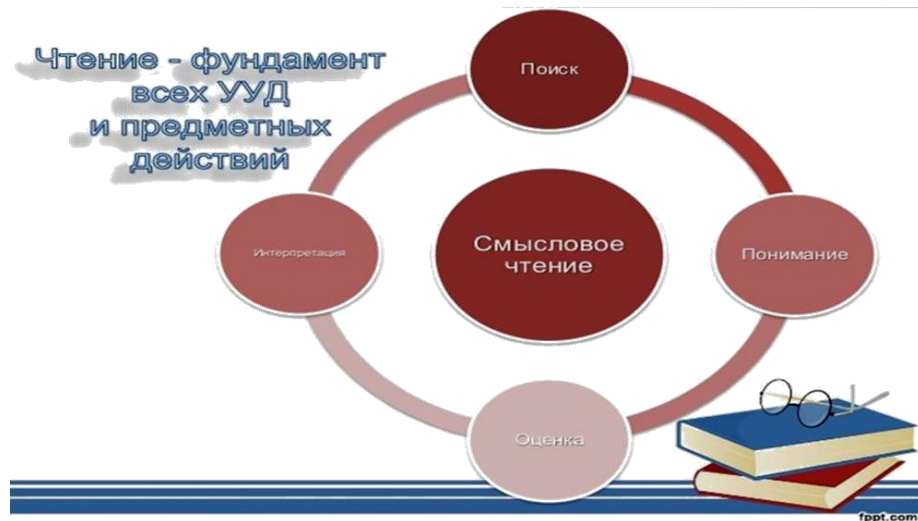 Чтение - фундамент
всех УУД
и предметных
действий
Поиск
Смысловое
чтение
Понимание
Оценка
Интерпретация
fppt.com